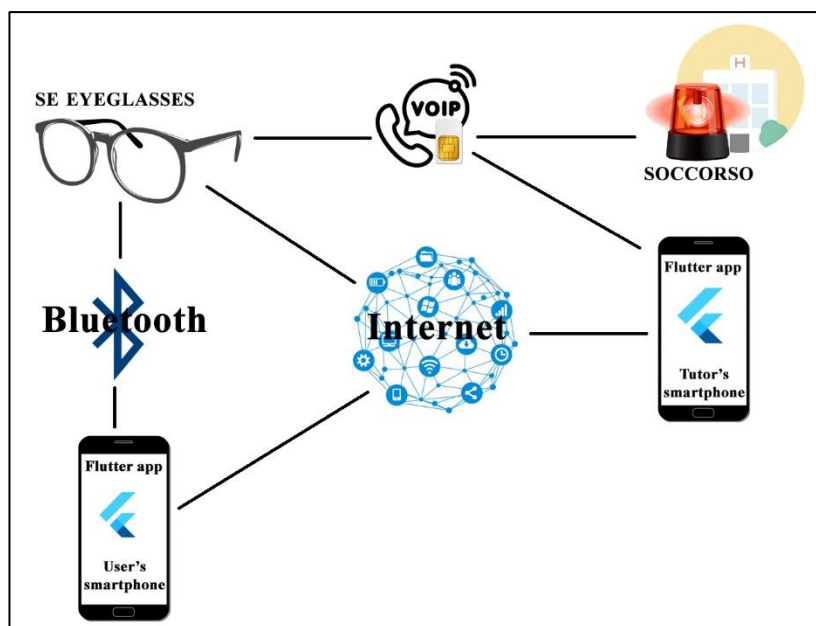 SE EYEGLASSES
VOIP
H
SOCCORSO
Bluetooth
Internet
Flutter app
Tutor's
smartphone
Flutter app
User's
smartphone